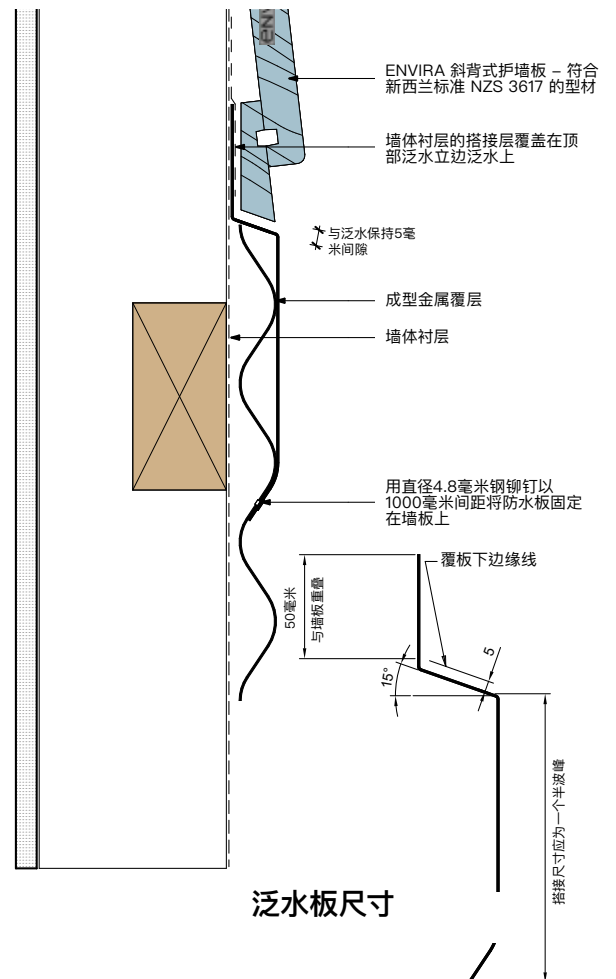 ENV
ENVIRA 斜背式护墙板 – 符合
新西兰标准 NZS 3617 的型材
墙体衬层的搭接层覆盖在顶
部泛水立边泛水上
与泛水保持5毫
米间隙
成型金属覆层
墙体衬层
用直径4.8毫米钢铆钉以
1000毫米间距将防水板固定
在墙板上
覆板下边缘线
50毫米
与墙板重叠
15°
5
搭接尺寸应为一个半波峰
泛水板尺寸